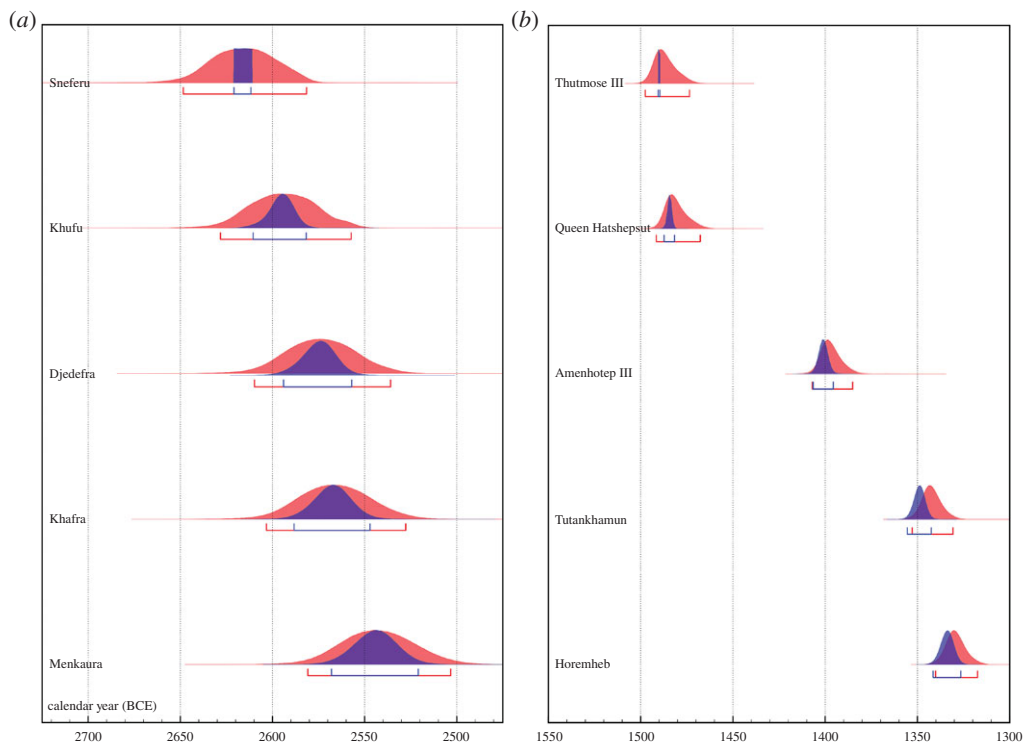 (a)
Sneferu
Khufu
Djedefra
Khafra
Menkaura
calendar year (BCE)
2700 2650 2600 2550 2500
(b)
Thutmose III
Queen Hatshepsut
Amenhotep III
Tutankhamun
Horemheb
1550 1500 1450 1400 1350 1300